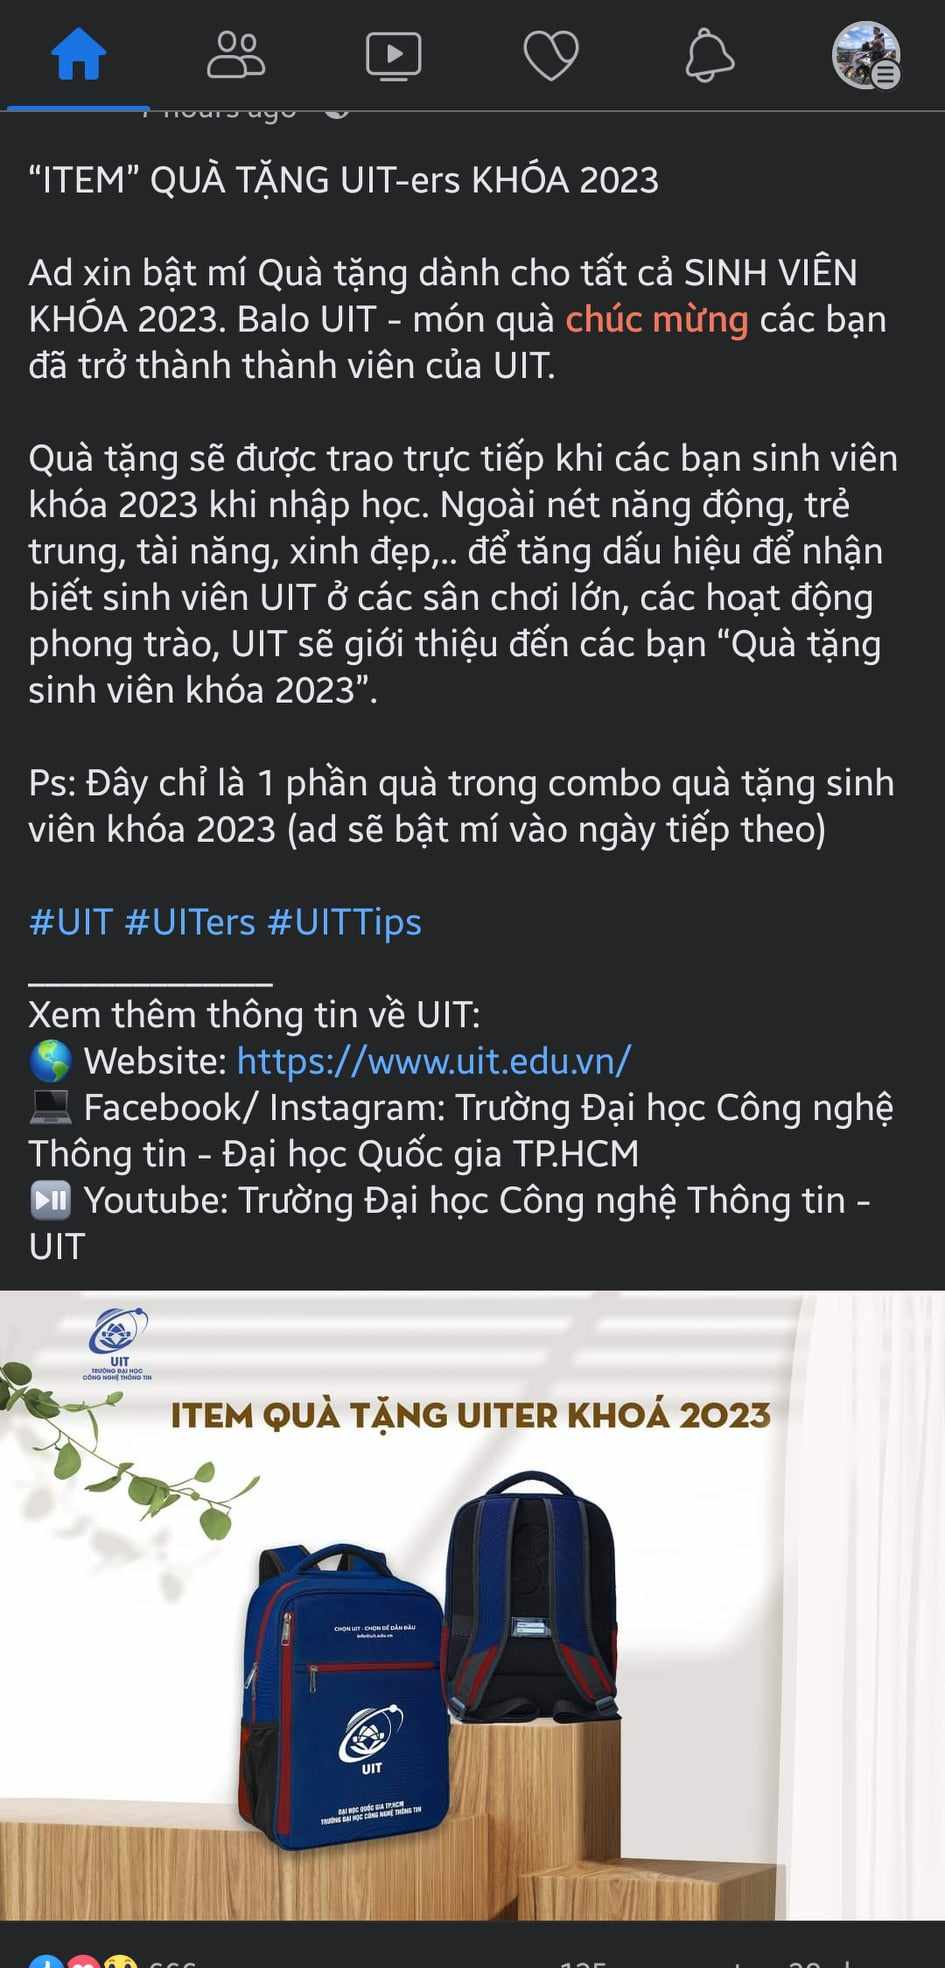 7 hours ago
“ITEM” QUÀ TẶNG UIT-ers KHÓA 2023
Ad xin bật mí Quà tặng dành cho tất cả SINH VIÊN
KHÓA 2023. Balo UIT - món quà chúc mừng các bạn
đã trở thành thành viên của UIT.
Quà tặng sẽ được trao trực tiếp khi các bạn sinh viên
khóa 2023 khi nhập học. Ngoài nét năng động, trẻ
trung, tài năng, xinh đẹp,.. để tăng dấu hiệu để nhận
biết sinh viên UIT ở các sân chơi lớn, các hoạt động
phong trào, UIT sẽ giới thiệu đến các bạn “Quà tặng
sinh viên khóa 2023”.
Ps: Đây chỉ là 1 phần quà trong combo quà tặng sinh
viên khóa 2023 (ad sẽ bật mí vào ngày tiếp theo)
#UIT #UITers #UITTips
______________
Xem thêm thông tin về UIT:
🌎 Website: https://www.uit.edu.vn/
💻 Facebook/ Instagram: Trường Đại học Công nghệ
Thông tin - Đại học Quốc gia TP.HCM
⏯ Youtube: Trường Đại học Công nghệ Thông tin -
UIT
UIT
TRƯỜNG ĐẠI HỌC
CÔNG NGHỆ THÔNG TIN
ITEM QUÀ TẶNG UITER KHOÁ 2023
CHỌN UIT - CHỌN ĐỂ DẪN ĐẦU
info@uit.edu.vn
UIT
ĐẠI HỌC QUỐC GIA TP.HCM
TRƯỜNG ĐẠI HỌC CÔNG NGHỆ THÔNG TIN